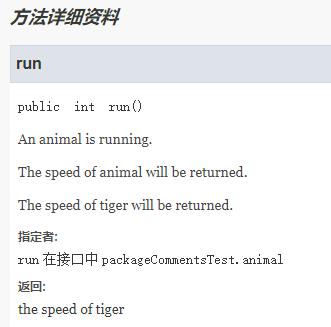 方法详细资料
run
public int run()
An animal is running.
The speed of animal will be returned.
The speed of tiger will be returned.
指定者:
run 在接口中 packageCommentsTest.animal
返回:
the speed of tiger